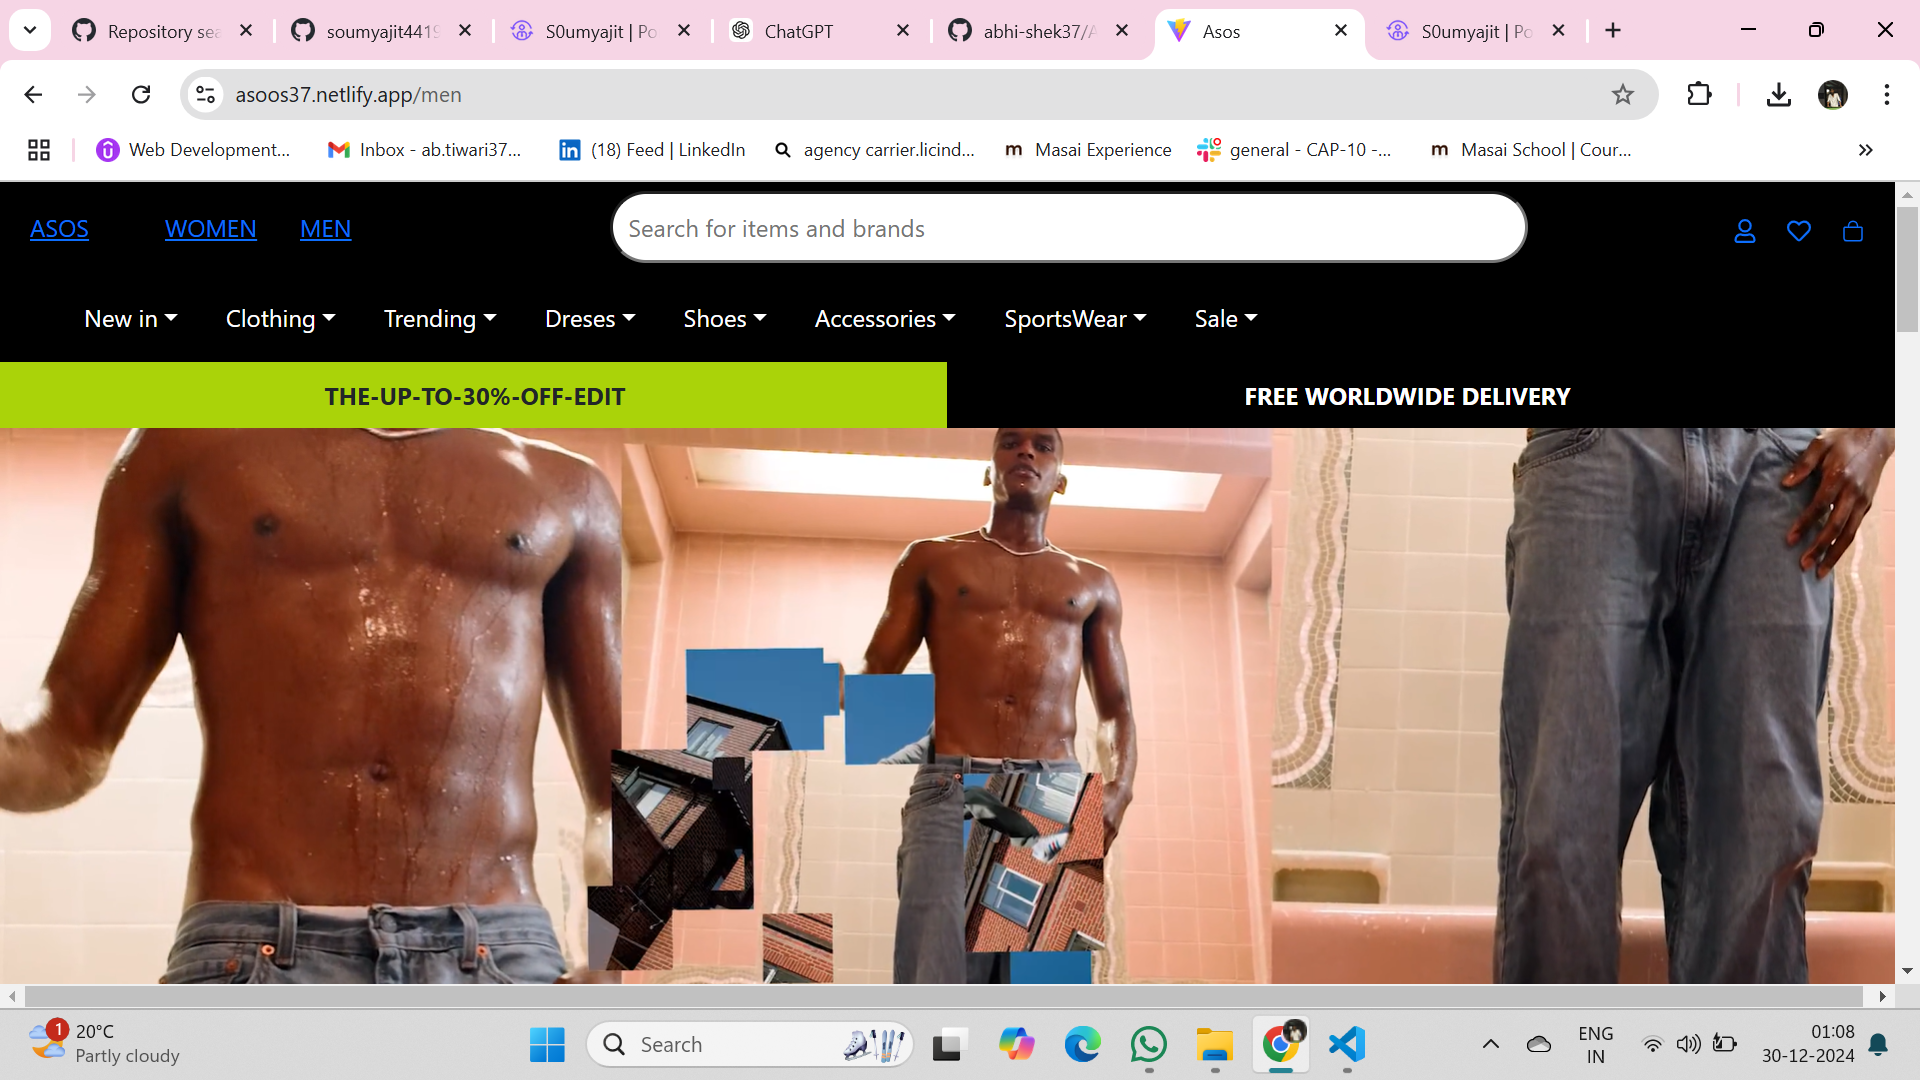 Repository sea
soumyajit4419
S0umyajit | Po
ChatGPT
abhi-shek37/A
Asos
S0umyajit | Po
asoos37.netlify.app/men
Web Development...
Inbox - ab.tiwari37...
(18) Feed | LinkedIn
agency carrier.licind...
Masai Experience
general - CAP-10 -...
Masai School | Cour...
ASOS
WOMEN
MEN
Search for items and brands
New in
Clothing
Trending
Dreses
Shoes
Accessories
SportsWear
Sale
THE-UP-TO-30%-OFF-EDIT
FREE WORLDWIDE DELIVERY
1
20°C
Partly cloudy
Search
ENG
IN
01:08
30-12-2024